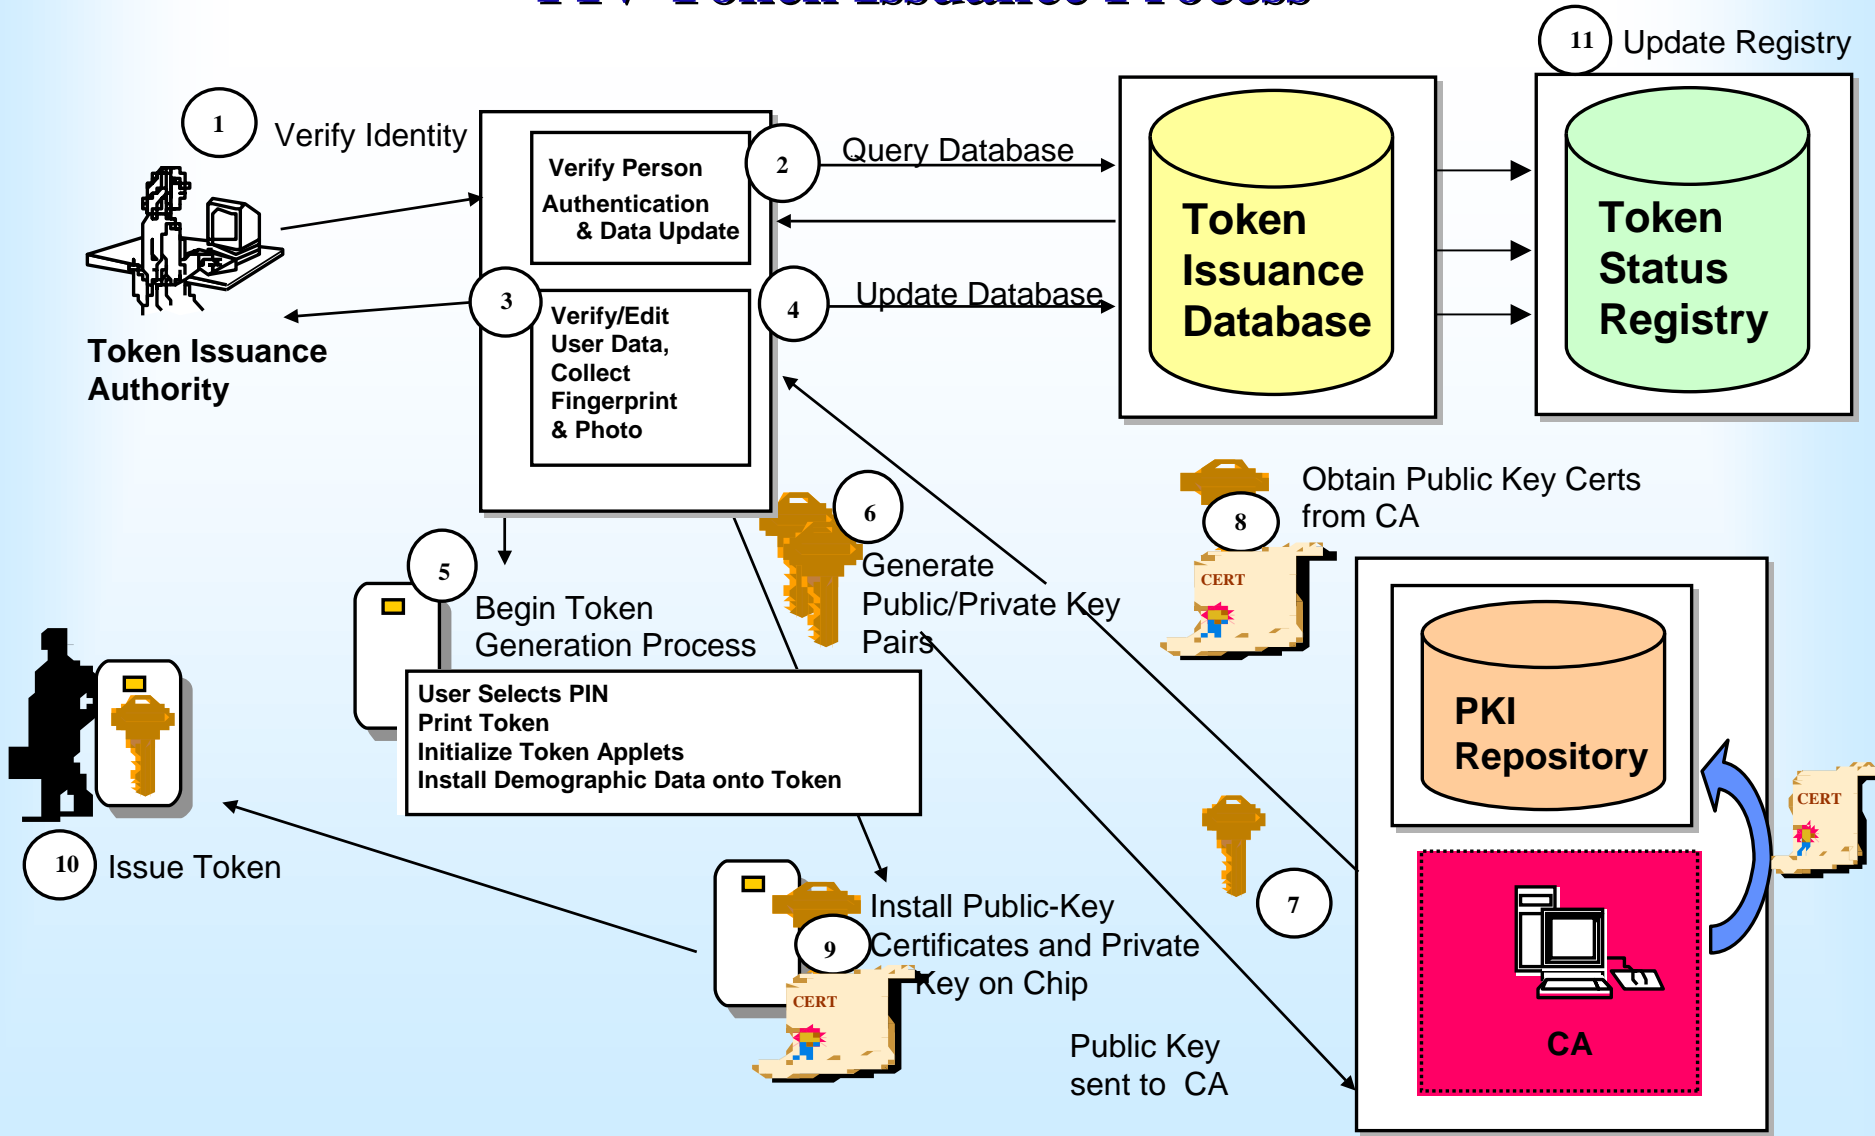 PIV Token Issuance Process
11 Update Registry
1 Verify Identity
Verify Person
Authentication
& Data Update
2 Query Database
Token
Issuance
Database
Token
Status
Registry
3
Verify/Edit
User Data,
Collect
Fingerprint
& Photo
4 Update Database
Token Issuance
Authority
5
Begin Token
Generation Process
6
Generate
Public/Private Key
Pairs
8
Obtain Public Key Certs
from CA
CERT
User Selects PIN
Print Token
Initialize Token Applets
Install Demographic Data onto Token
PKI
Repository
CERT
7
10 Issue Token
9
Install Public-Key
Certificates and Private
Key on Chip
CERT
Public Key
sent to CA
CA